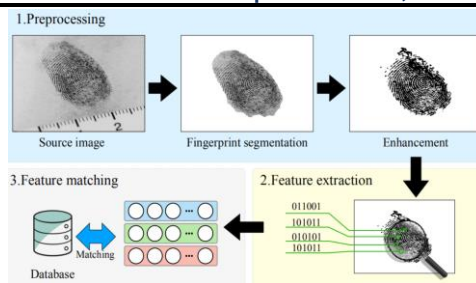 1.Preprocessing
2
Source image
Fingerprint segmentation
Enhancement
3.Feature matching
2.Feature extraction
011001
101011
010101
101011
Matching
Database